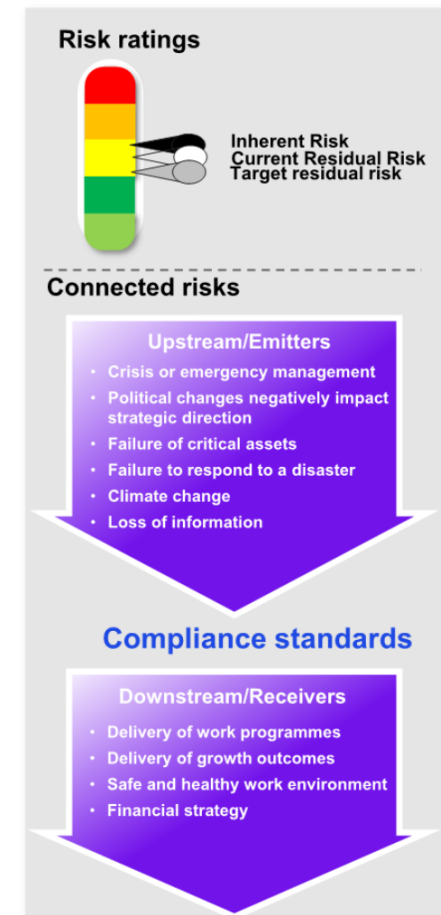 Risk ratings
Inherent Risk
Current Residual Risk
Target residual risk
Connected risks
Upstream/Emitters
• Crisis or emergency management
• Political changes negatively impact
strategic direction
• Failure of critical assets
• Failure to respond to a disaster
• Climate change
• Loss of information
Compliance standards
Downstream/Receivers
• Delivery of work programmes
• Delivery of growth outcomes
• Safe and healthy work environment
• Financial strategy